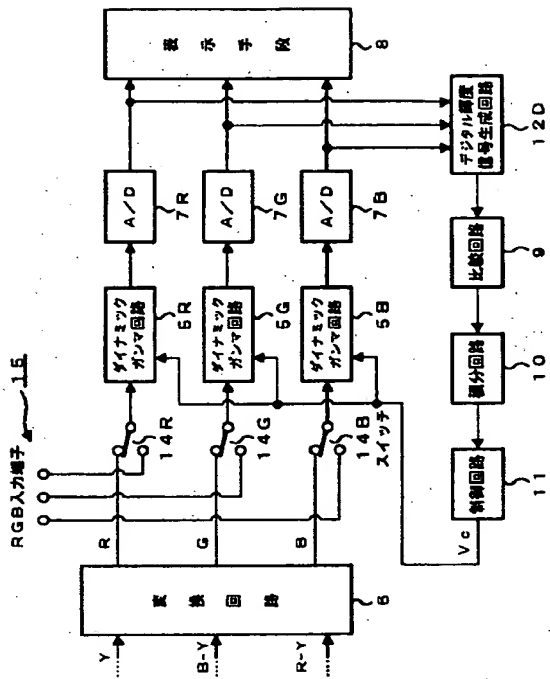 RGB入力端子
15
Y
B-Y
R-Y
変換回路
6
R
G
B
14R
14G
14B
スイッチ
ダイナミック
ガンマ回路
5R
ダイナミック
ガンマ回路
5G
ダイナミック
ガンマ回路
5B
A/D
7R
A/D
7G
A/D
7B
表示手段
8
デジタル輝度
信号生成回路
12D
比較回路
9
積分回路
10
制御回路
11
Vc